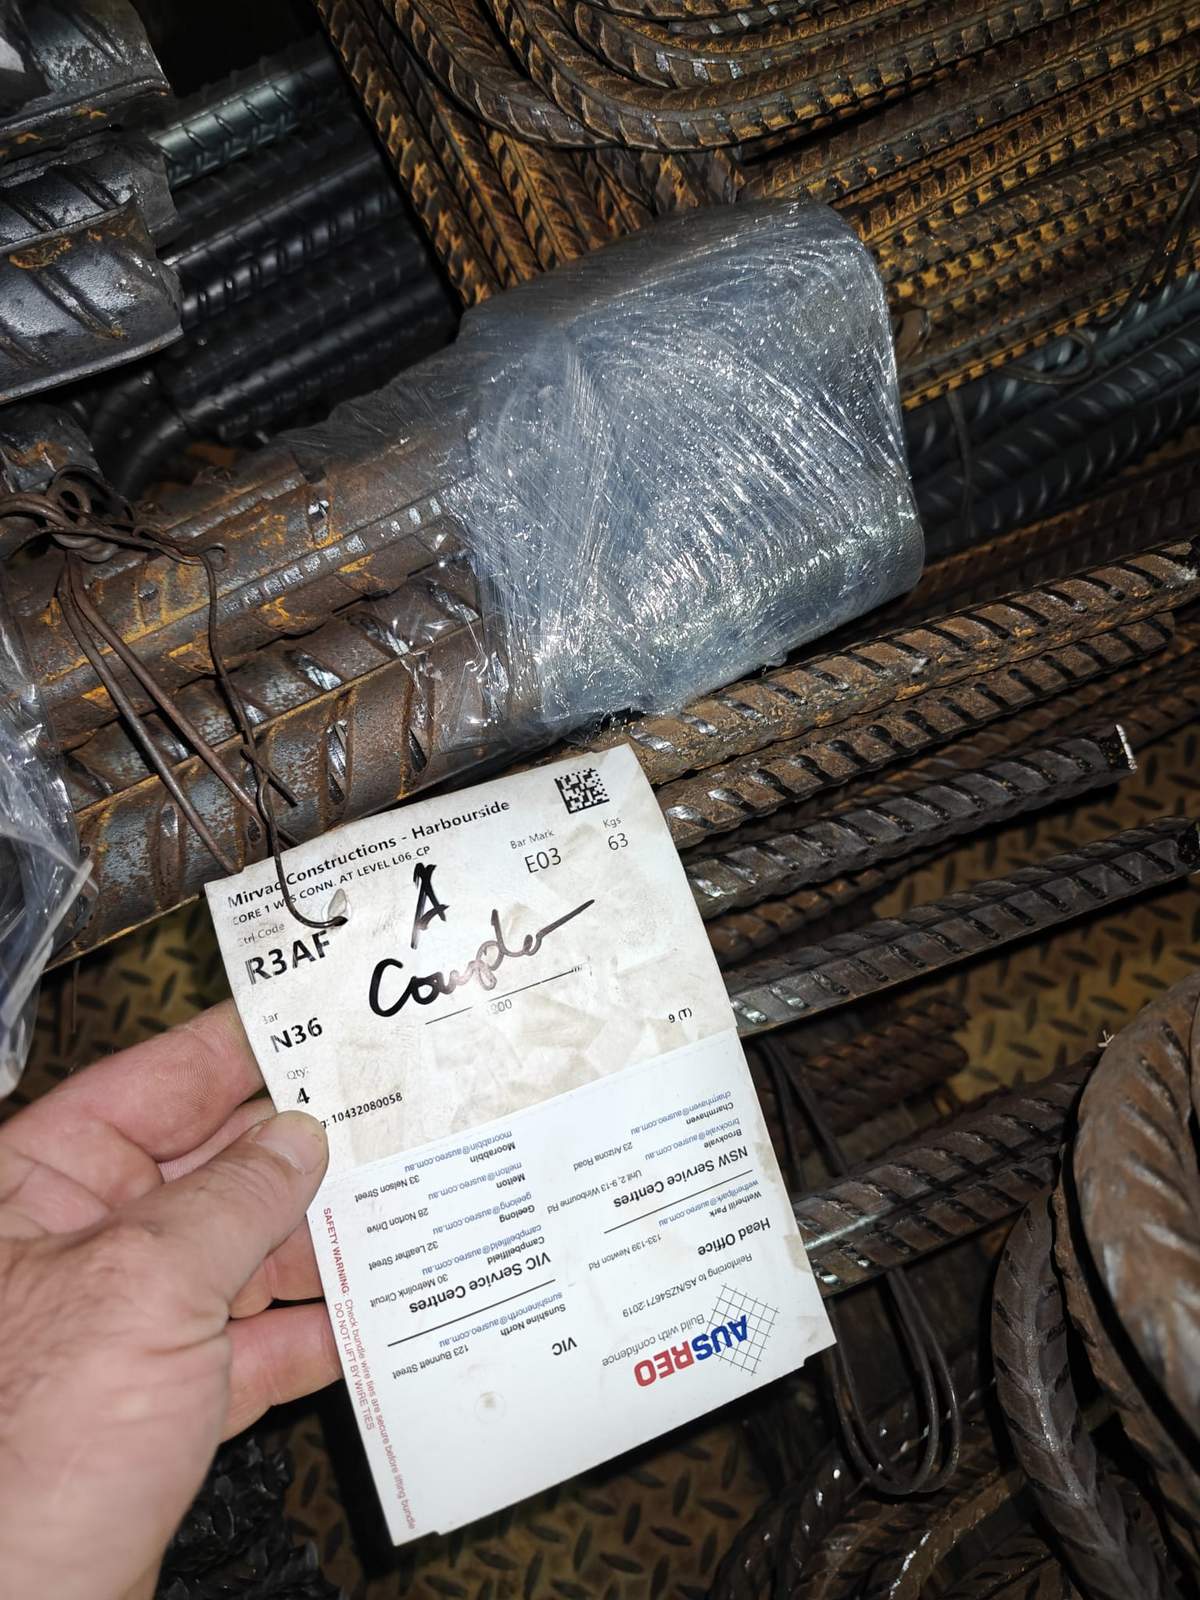 Mirvac Constructions - Harbourside
CORE 1 W/S CONN. AT LEVEL L06_CP
Ctrl Code
Bar Mark
Kgs
R3AF
E03
63
A
Coupler
Bar
N36
9 (T)
Qty:
4
10432080058
AUSREO
Build with confidence
Reinforcing to AS/NZS4671:2019
Head Office
Wetherill Park
133-139 Newton Rd
wetherillpark@ausreo.com.au
NSW Service Centres
Brookvale
Unit 2, 9-13 Winbourne Rd
brookvale@ausreo.com.au
Charmhaven
23 Arizona Road
charmhaven@ausreo.com.au
VIC
Sunshine North
123 Bunnett Street
sunshinenorth@ausreo.com.au
VIC Service Centres
Campbellfield
30 Metrolink Circuit
campbellfield@ausreo.com.au
Geelong
32 Leather Street
geelong@ausreo.com.au
Melton
28 Norton Drive
melton@ausreo.com.au
Moorabbin
33 Nelson Street
moorabbin@ausreo.com.au
SAFETY WARNING: Check bundle wire ties are secure before lifting bundle
DO NOT LIFT BY WIRE TIES